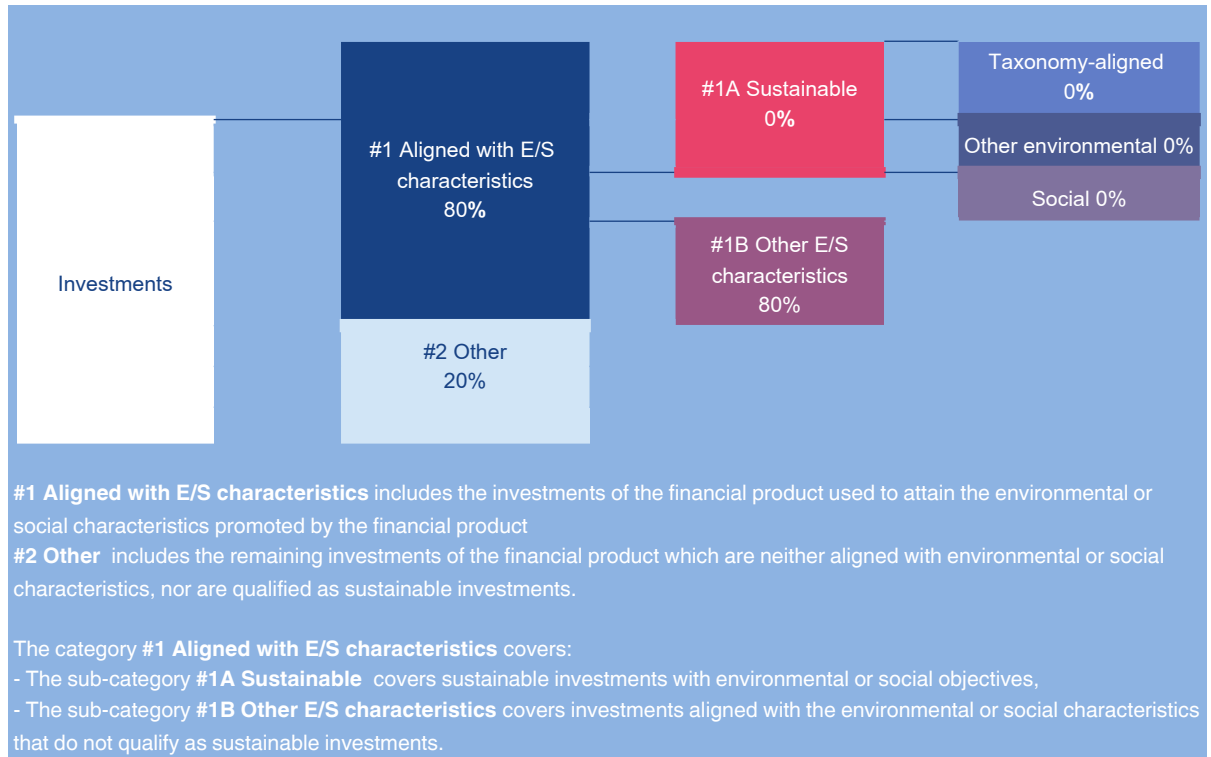 Investments
#1 Aligned with E/S
characteristics
80%
#2 Other
20%
#1A Sustainable
0%
#1B Other E/S
characteristics
80%
Taxonomy-aligned
0%
Other environmental 0%
Social 0%
#1 Aligned with E/S characteristics includes the investments of the financial product used to attain the environmental or
social characteristics promoted by the financial product
#2 Other includes the remaining investments of the financial product which are neither aligned with environmental or social
characteristics, nor are qualified as sustainable investments.
The category #1 Aligned with E/S characteristics covers:
- The sub-category #1A Sustainable covers sustainable investments with environmental or social objectives,
- The sub-category #1B Other E/S characteristics covers investments aligned with the environmental or social characteristics
that do not qualify as sustainable investments.